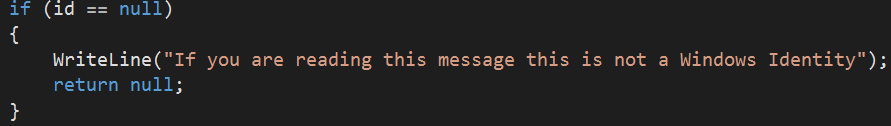 if (id == null)
{
    WriteLine("If you are reading this message this is not a Windows Identity");
    return null;
}